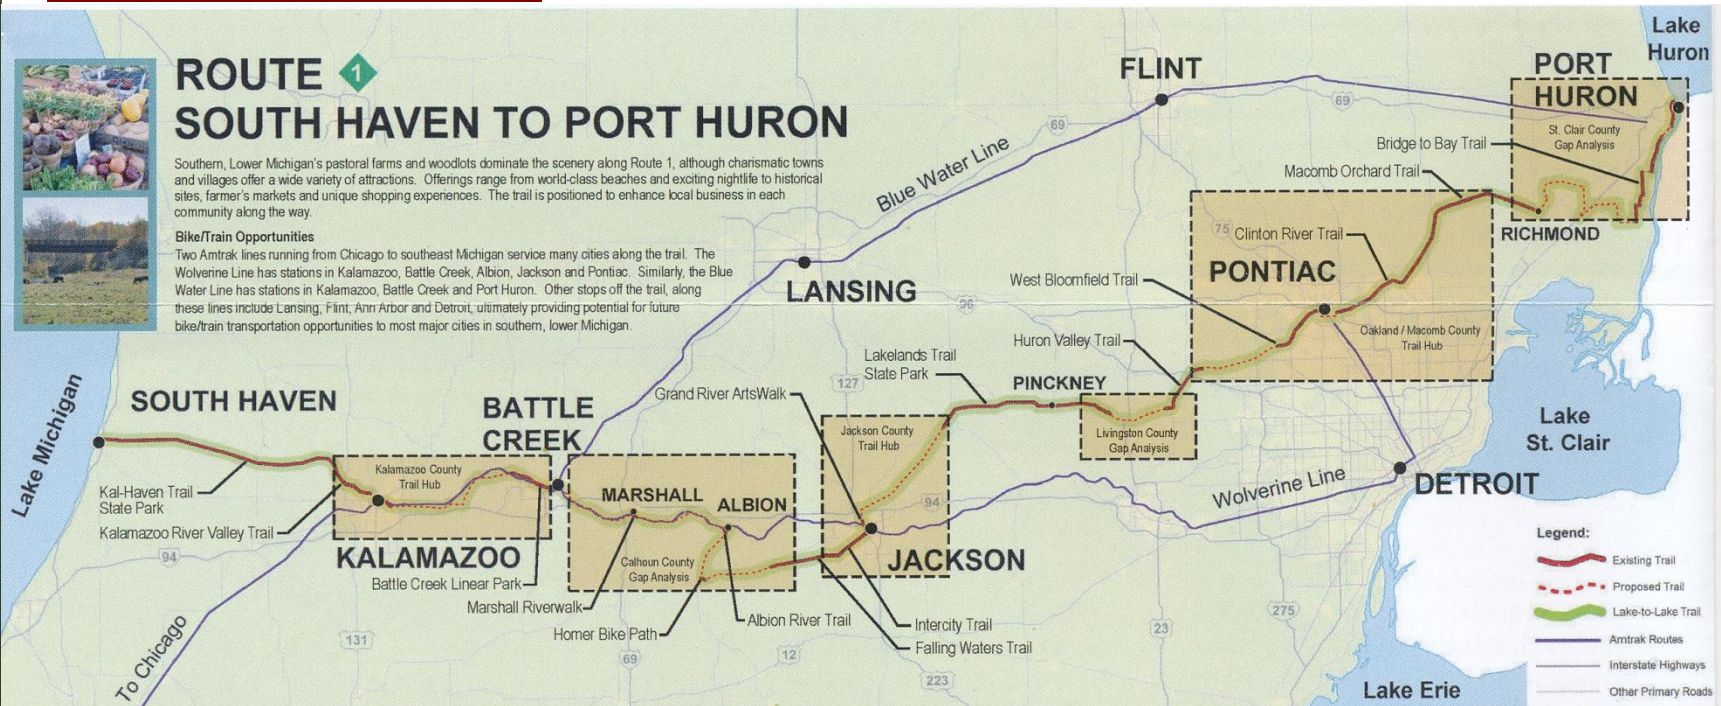 ROUTE 1
SOUTH HAVEN TO PORT HURON
Southern, Lower Michigan's pastoral farms and woodlots dominate the scenery along Route 1, although charismatic towns
and villages offer a wide variety of attractions. Offerings range from world-class beaches and exciting nightlife to historical
sites, farmer's markets and unique shopping experiences. The trail is positioned to enhance local business in each
community along the way.
Bike/Train Opportunities
Two Amtrak lines running from Chicago to southeast Michigan service many cities along the trail. The
Wolverine Line has stations in Kalamazoo, Battle Creek, Albion, Jackson and Pontiac. Similarly, the Blue
Water Line has stations in Kalamazoo, Battle Creek and Port Huron. Other stops off the trail, along
these lines include Lansing, Flint, Ann Arbor and Detroit, ultimately providing potential for future
bike/train transportation opportunities to most major cities in southern, lower Michigan.
Lake
Huron
PORT
HURON
FLINT
69
69
St. Clair County
Gap Analysis
Bridge to Bay Trail
Macomb Orchard Trail
Blue Water Line
RICHMOND
75
Clinton River Trail
PONTIAC
LANSING
West Bloomfield Trail
96
Oakland / Macomb County
Trail Hub
Huron Valley Trail
Lakelands Trail
State Park
127
PINCKNEY
Grand River ArtsWalk
Lake Michigan
SOUTH HAVEN
BATTLE
CREEK
Jackson County
Trail Hub
Livingston County
Gap Analysis
Lake
St. Clair
Kalamazoo County
Trail Hub
Kal-Haven Trail
State Park
MARSHALL
ALBION
94
Wolverine Line
DETROIT
Kalamazoo River Valley Trail
94
KALAMAZOO
Calhoun County
Gap Analysis
JACKSON
Battle Creek Linear Park
Marshall Riverwalk
Homer Bike Path
Albion River Trail
Intercity Trail
Falling Waters Trail
To Chicago
131
69
12
223
23
275
Lake Erie
Legend:
Existing Trail
Proposed Trail
Lake-to-Lake Trail
Amtrak Routes
Interstate Highways
Other Primary Roads